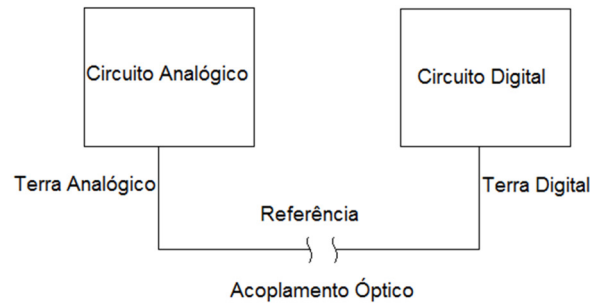 Circuito Analógico
Circuito Digital
Terra Analógico
Terra Digital
Referência
Acoplamento Óptico